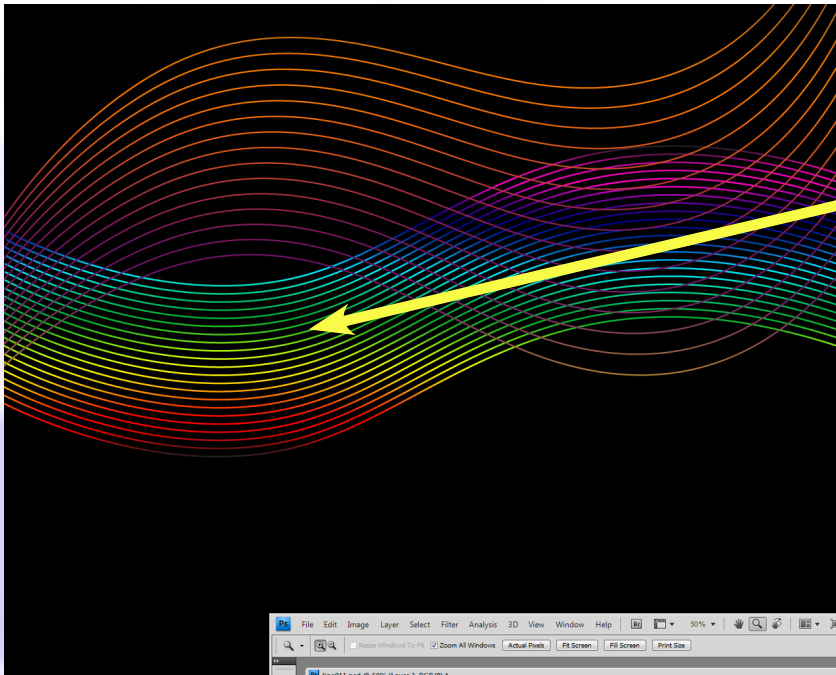 Ps File Edit Image Layer Select Filter Analysis 3D View Window Help Br 50%
Resize Windows To Fit Zoom All Windows Actual Pixels Fit Screen Fill Screen Print Size